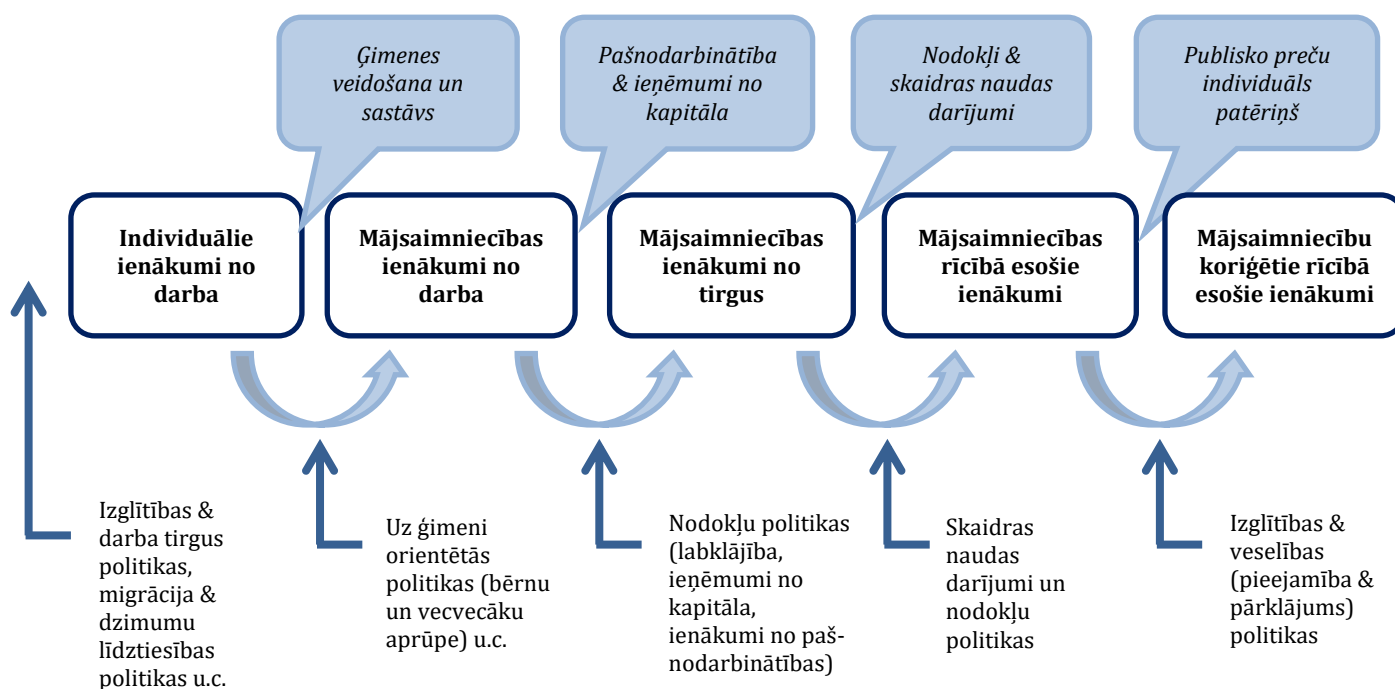 Ģimenes
veidošana un
sastāvs
Pašnodarbinātība
& ieņēmumi no
kapitāla
Nodokļi &
skaidras naudas
darījumi
Publisko preču
individuāls
patēriņš
Individuālie
ienākumi no
darba
Mājsaimniecības
ienākumi no
darba
Mājsaimniecības
ienākumi no
tirgus
Mājsaimniecības
rīcībā esošie
ienākumi
Mājsaimniecību
koriģētie rīcībā
esošie ienākumi
Izglītības &
darba tirgus
politikas,
migrācija &
dzimumu
līdztiesības
politikas u.c.
Uz ģimeni
orientētās
politikas (bērnu
un vecvecāku
aprūpe) u.c.
Nodokļu politikas
(labklājība,
ieņēmumi no
kapitāla,
ienākumi no paš-
nodarbinātības)
Skaidras
naudas
darījumi un
nodokļu
politikas
Izglītības &
veselības
(pieejamība &
pārklājums)
politikas